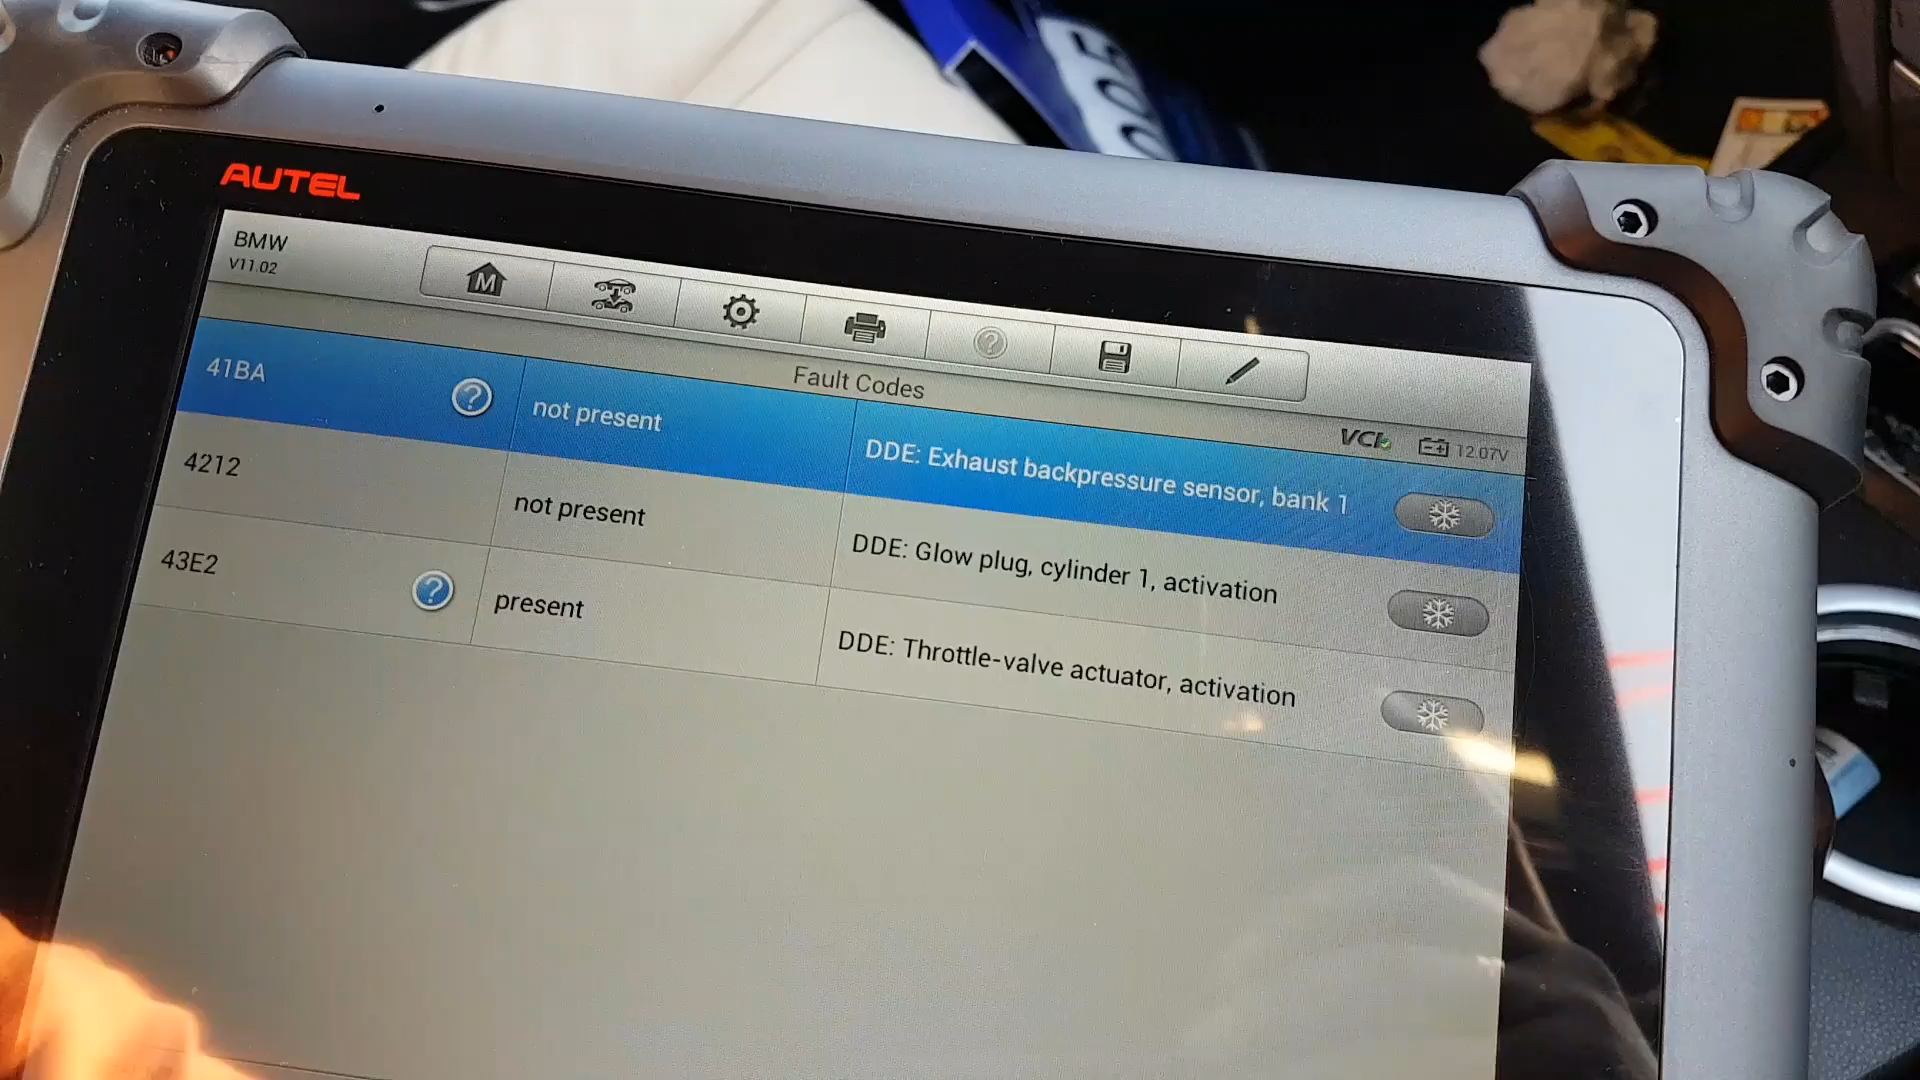 AUTEL
BMW
V11.02
M
Fault Codes
VCI
12.07V
41BA
not present
DDE: Exhaust backpressure sensor, bank 1
4212
not present
DDE: Glow plug, cylinder 1, activation
43E2
present
DDE: Throttle-valve actuator, activation